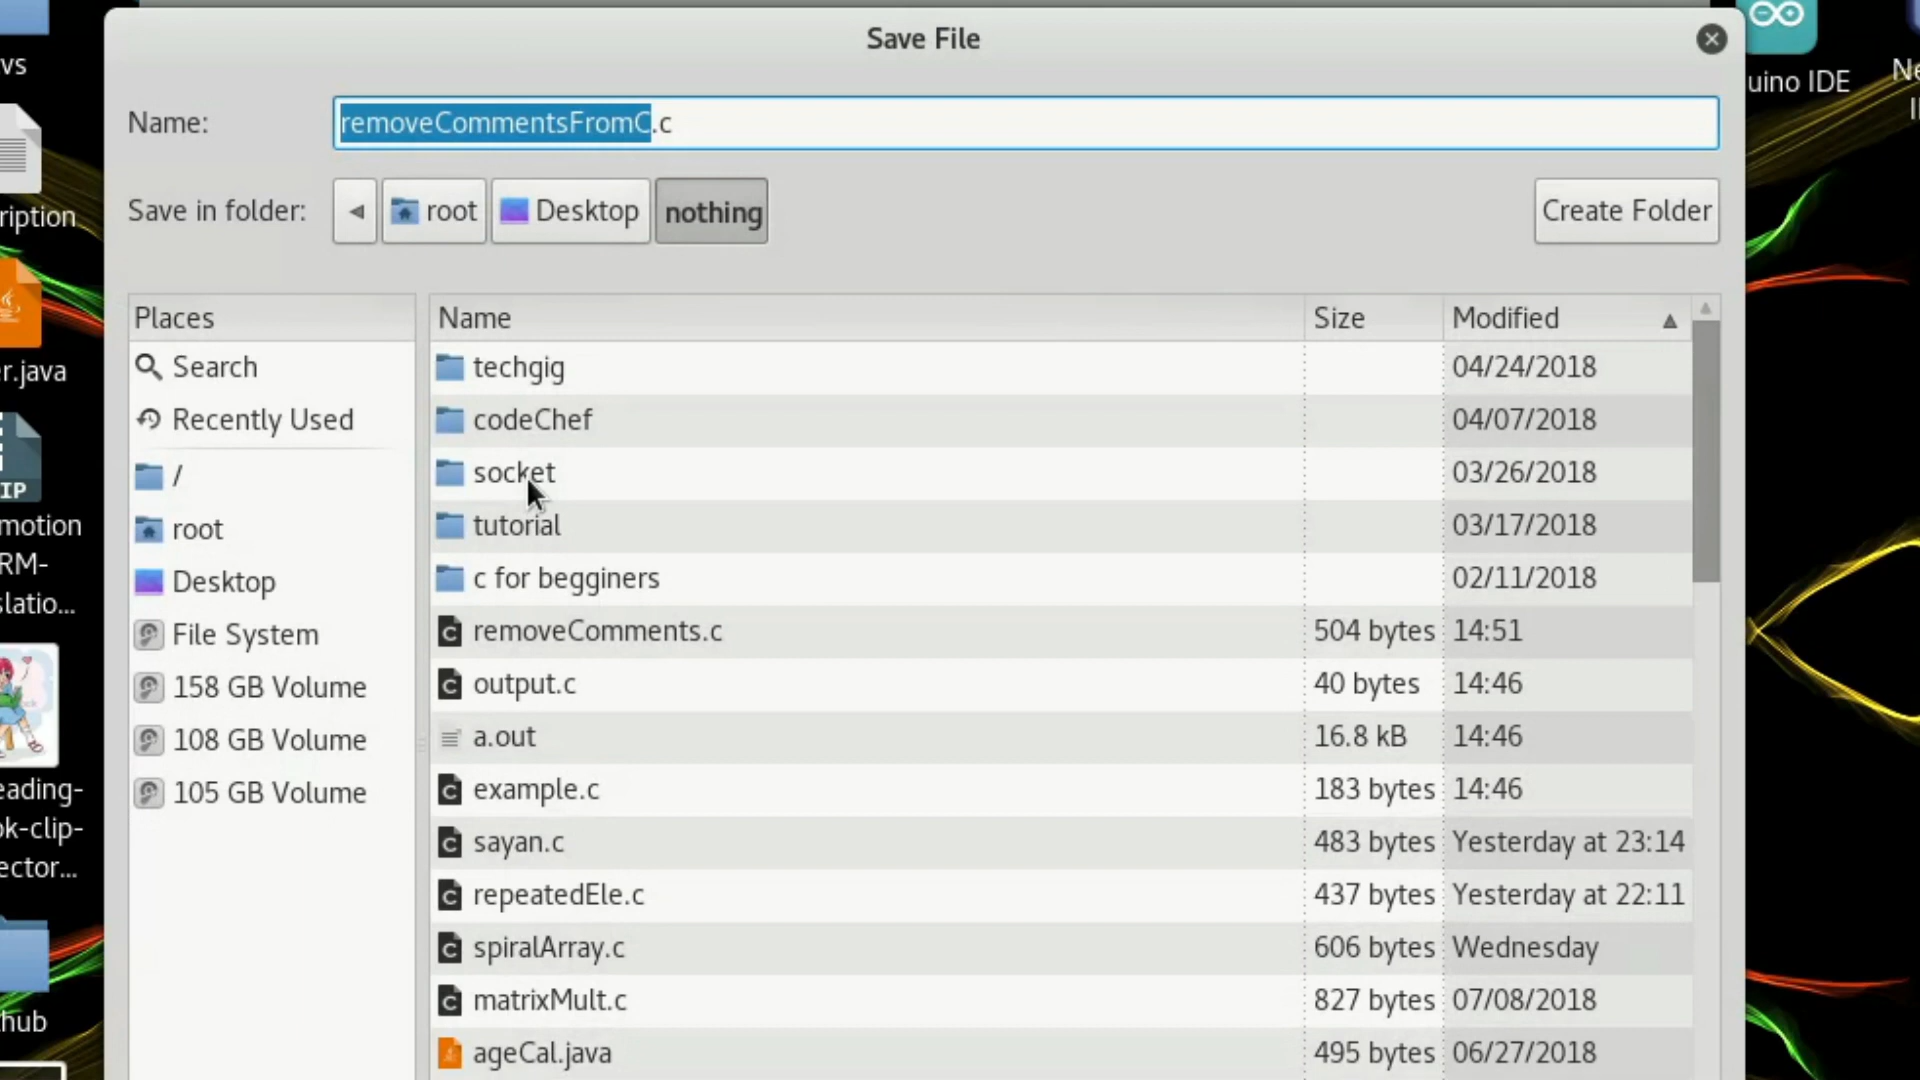 Save File
Name: removeCommentsFromC.c
Save in folder: root Desktop nothing Create Folder
Places
Search
Recently Used
/
root
Desktop
File System
158 GB Volume
108 GB Volume
105 GB Volume
Name Size Modified
techgig 04/24/2018
codeChef 04/07/2018
socket 03/26/2018
tutorial 03/17/2018
c for begginers 02/11/2018
removeComments.c 504 bytes 14:51
output.c 40 bytes 14:46
a.out 16.8 kB 14:46
example.c 183 bytes 14:46
sayan.c 483 bytes Yesterday at 23:14
repeatedEle.c 437 bytes Yesterday at 22:11
spiralArray.c 606 bytes Wednesday
matrixMult.c 827 bytes 07/08/2018
ageCal.java 495 bytes 06/27/2018
vs
ription
r.java
IP
motion
RM-
slatio...
eading-
ok-clip-
ector...
hub
uino IDE
Ne